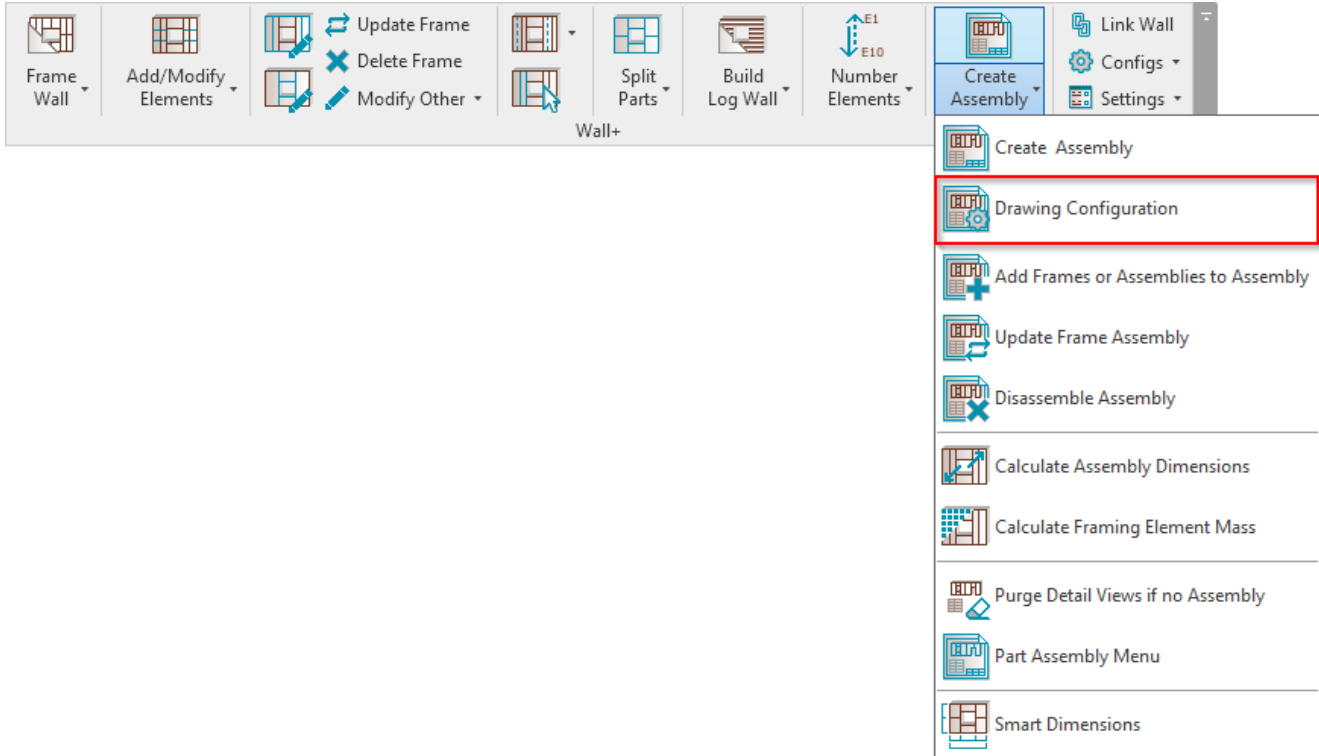 Frame
Wall
Add/Modify
Elements
Update Frame
Delete Frame
Modify Other
Split
Parts
Build
Log Wall
E1
E10
Number
Elements
Create
Assembly
Link Wall
Configs
Settings
Wall+
Create Assembly
Drawing Configuration
Add Frames or Assemblies to Assembly
Update Frame Assembly
Disassemble Assembly
Calculate Assembly Dimensions
Calculate Framing Element Mass
Purge Detail Views if no Assembly
Part Assembly Menu
Smart Dimensions